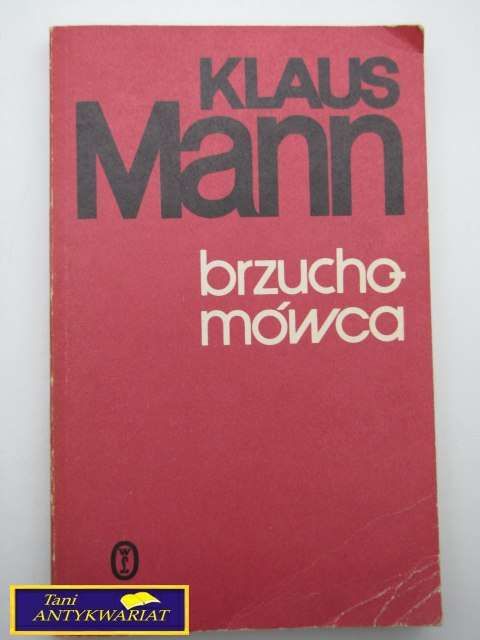 KLAUS
Mann
brzucho-
mówca
Tani
ANTYKWARIAT